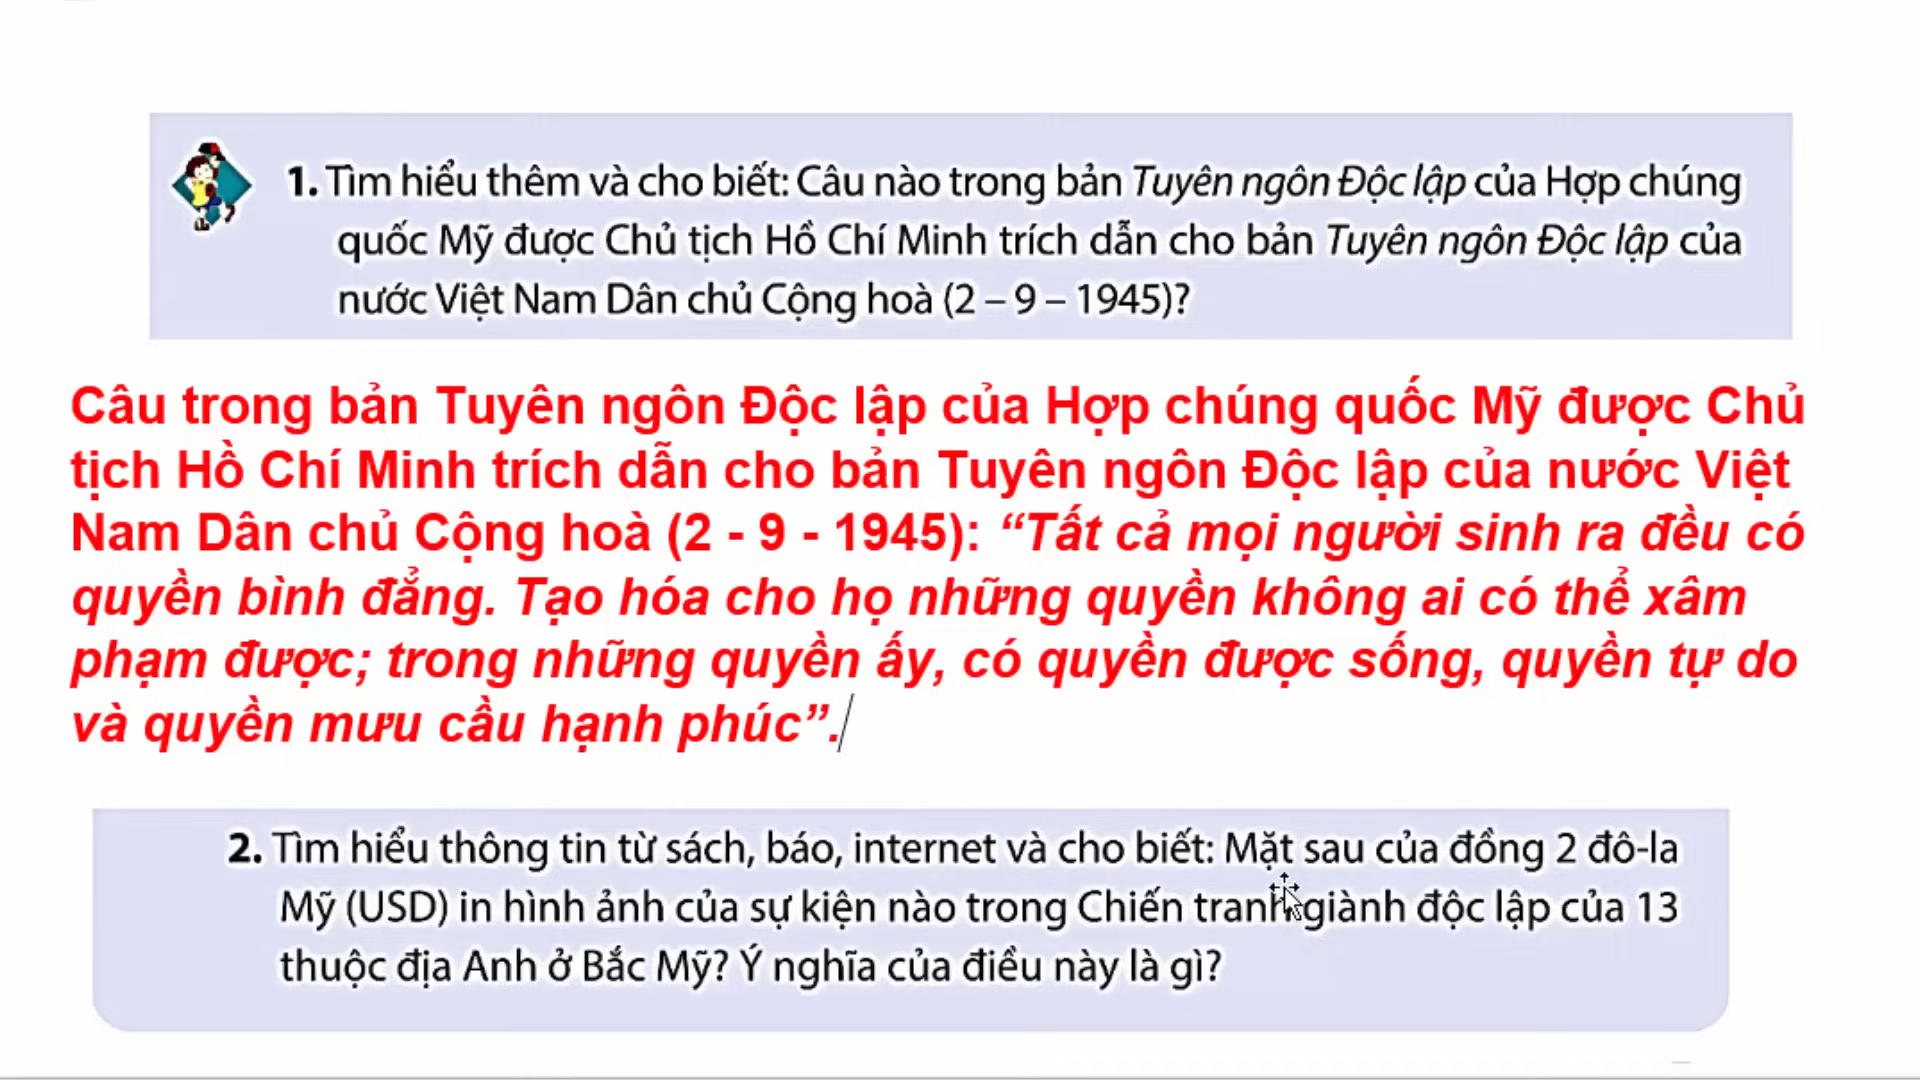 1. Tìm hiểu thêm và cho biết: Câu nào trong bản Tuyên ngôn Độc lập của Hợp chúng
quốc Mỹ được Chủ tịch Hồ Chí Minh trích dẫn cho bản Tuyên ngôn Độc lập của
nước Việt Nam Dân chủ Cộng hoà (2 – 9 – 1945)?
Câu trong bản Tuyên ngôn Độc lập của Hợp chúng quốc Mỹ được Chủ
tịch Hồ Chí Minh trích dẫn cho bản Tuyên ngôn Độc lập của nước Việt
Nam Dân chủ Cộng hoà (2 - 9 - 1945): “Tất cả mọi người sinh ra đều có
quyền bình đẳng. Tạo hóa cho họ những quyền không ai có thể xâm
phạm được; trong những quyền ấy, có quyền được sống, quyền tự do
và quyền mưu cầu hạnh phúc”.
2. Tìm hiểu thông tin từ sách, báo, internet và cho biết: Mặt sau của đồng 2 đô-la
Mỹ (USD) in hình ảnh của sự kiện nào trong Chiến tranh giành độc lập của 13
thuộc địa Anh ở Bắc Mỹ? Ý nghĩa của điều này là gì?